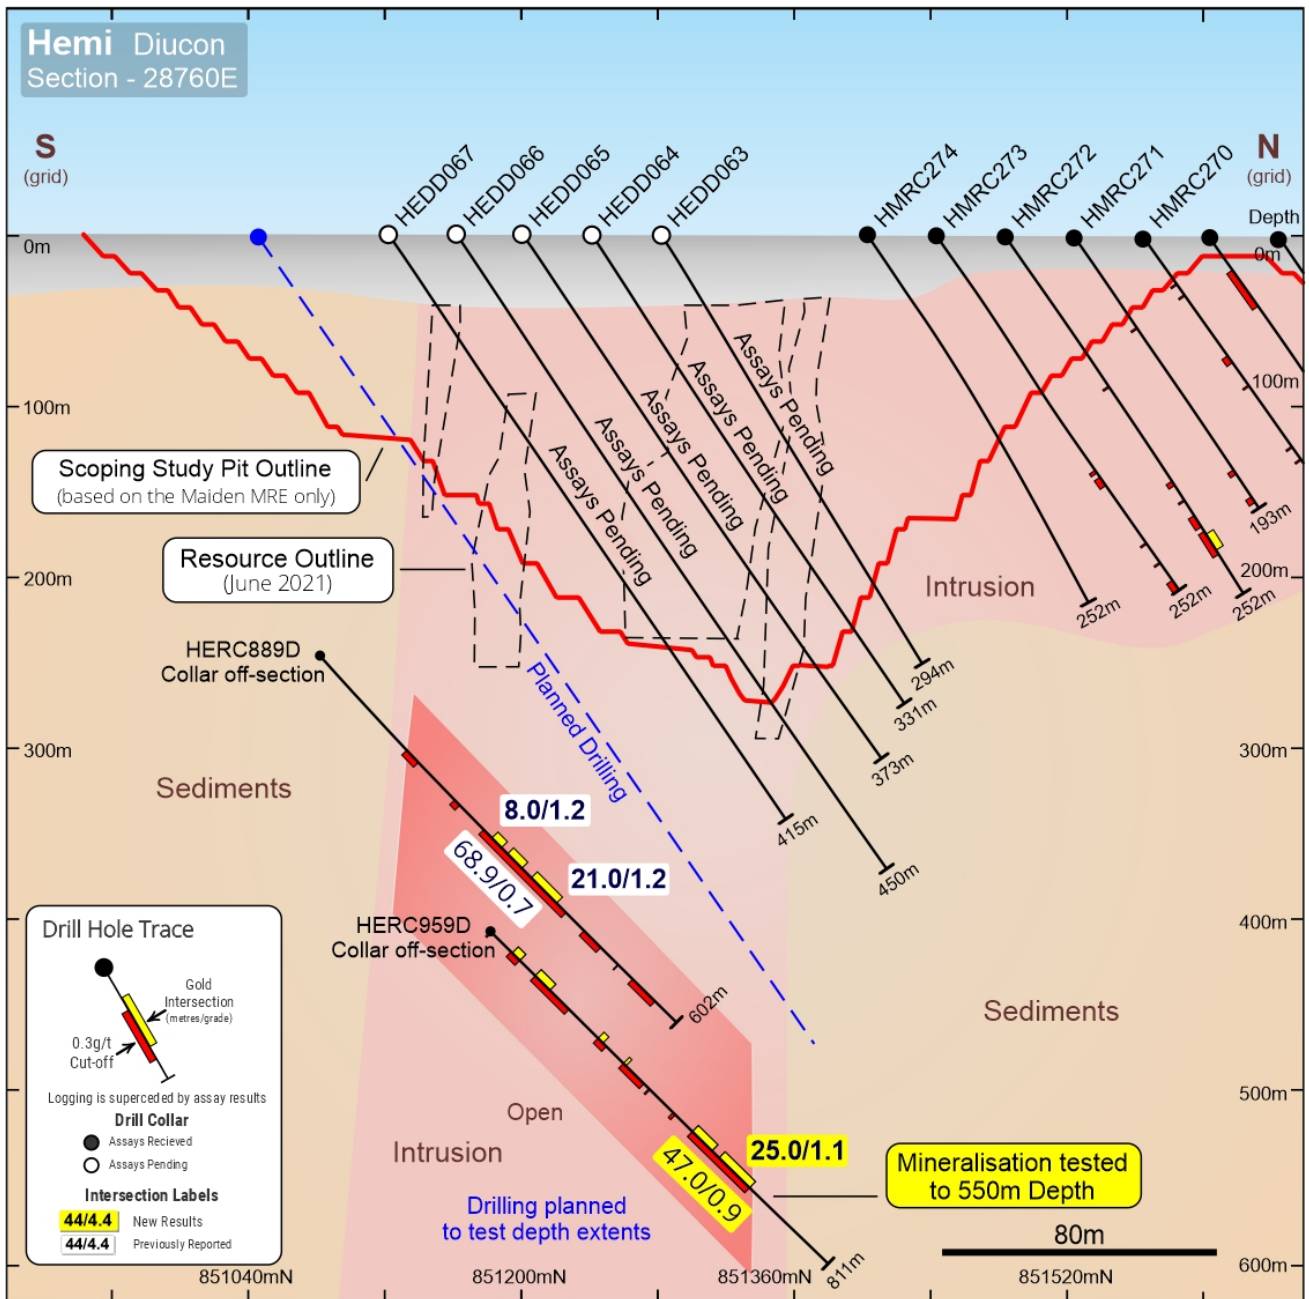 Hemi Diucon
Section - 28760E
S
(grid)
N
(grid)
HEDD067
HEDD066
HEDD065
HEDD064
HEDD063
HMRC274
HMRC273
HMRC272
HMRC271
HMRC270
Depth
0m
0m
100m
100m
200m
200m
300m
300m
400m
500m
600m
Assays Pending
Assays Pending
Assays Pending
Assays Pending
Assays Pending
Scoping Study Pit Outline
(based on the Maiden MRE only)
Resource Outline
(June 2021)
Intrusion
193m
252m
252m
252m
294m
331m
373m
415m
450m
HERC889D
Collar off-section
Planned Drilling
Sediments
8.0/1.2
68.9/0.7
21.0/1.2
HERC959D
Collar off-section
602m
Sediments
Open
Intrusion
25.0/1.1
47.0/0.9
Mineralisation tested
to 550m Depth
Drilling planned
to test depth extents
811m
80m
851040mN
851200mN
851360mN
851520mN
Drill Hole Trace
Gold
Intersection
(metres/grade)
0.3g/t
Cut-off
Logging is superceded by assay results
Drill Collar
Assays Recieved
Assays Pending
Intersection Labels
44/4.4 New Results
44/4.4 Previously Reported